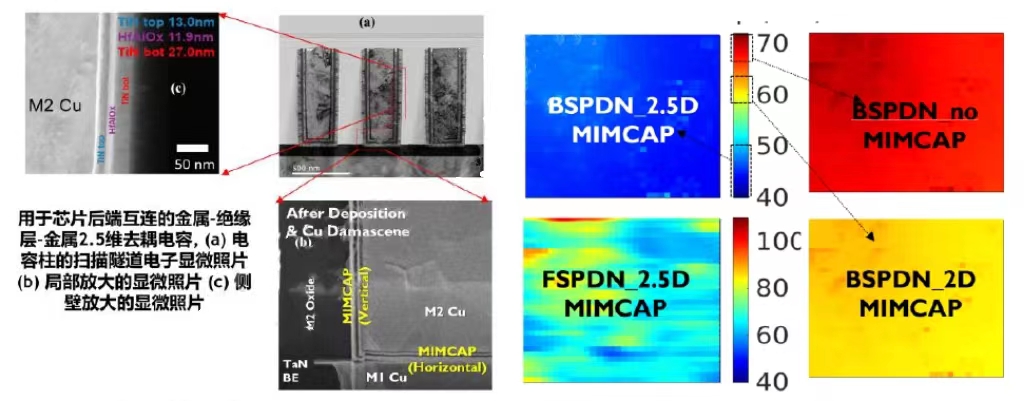 TiN top 13.0nm
HfAlOx 11.9nm
TiN bot 27.0nm
(c)
M2 Cu
TiN top
HfAlOx
TiN bot
50 nm
(a)
用于芯片后端互连的金属-绝缘
层-金属2.5维去耦电容, (a) 电
容柱的扫描隧道电子显微照片
(b) 局部放大的显微照片 (c) 侧
壁放大的显微照片
After Deposition
& Cu Damascene
(b)
M2 Oxide
MIMCAP
(Vertical)
M2 Cu
MIMCAP
(Horizontal)
TaN
BE
M1 Cu
BSPDN_2.5D
MIMCAP
70
60
50
40
BSPDN_no
MIMCAP
FSPDN_2.5D
MIMCAP
100
80
60
40
BSPDN_2D
MIMCAP